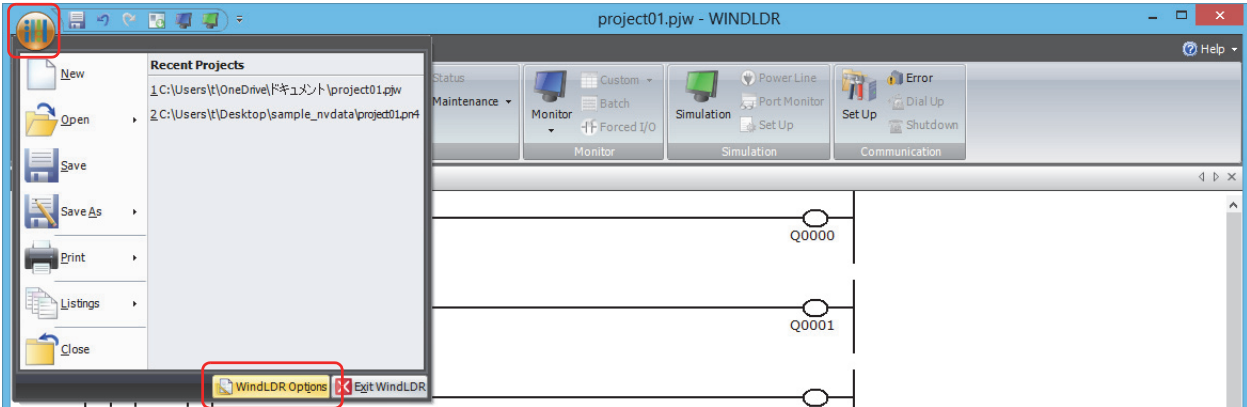 project01.pjw - WINDLDR
Help
New
Open
Save
Save As
Print
Listings
Close
Recent Projects
1 C:\Users\t\OneDrive\ドキュメント\project01.pjw
2 C:\Users\t\Desktop\sample_nvdata\project01.pn4
WindLDR Options
Exit WindLDR
Status
Maintenance
Monitor
Custom
Batch
Forced I/O
Monitor
Simulation
Power Line
Port Monitor
Set Up
Simulation
Set Up
Error
Dial Up
Shutdown
Communication
Q0000
Q0001